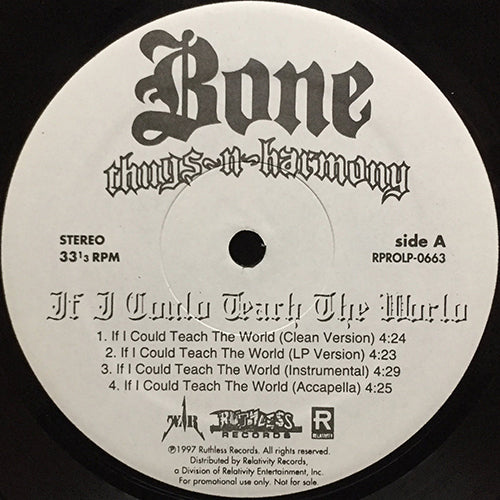 Bone
thugs~n~harmony
STEREO
33 1/3 RPM
side A
RPROLP-0663
If I Could Teach The World
1. If I Could Teach The World (Clean Version) 4:24
2. If I Could Teach The World (LP Version) 4:23
3. If I Could Teach The World (Instrumental) 4:29
4. If I Could Teach The World (Accapella) 4:25
RUTHLESS
RECORDS
R
RELATIVITY
℗1997 Ruthless Records. All rights reserved.
Distributed by Relativity Records,
a Division of Relativity Entertainment, Inc.
For promotional use only. Not for sale.